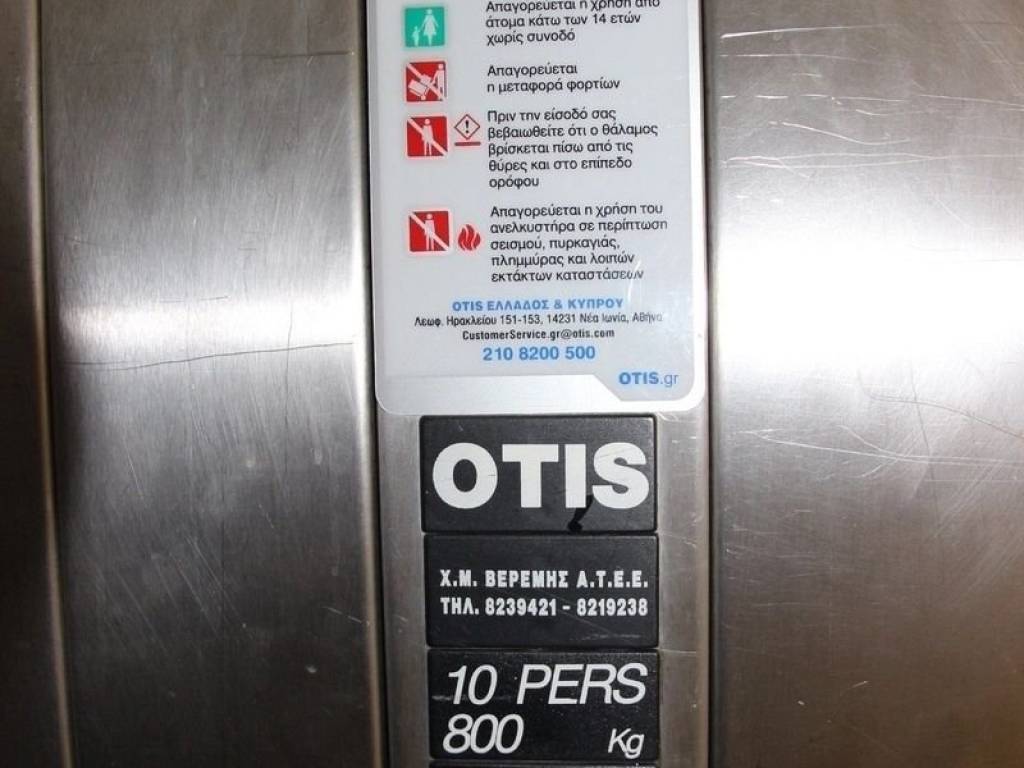 Απαγορεύεται η χρήση από
άτομα κάτω των 14 ετών
χωρίς συνοδό
Απαγορεύεται
η μεταφορά φορτίων
Πριν την είσοδό σας
βεβαιωθείτε ότι ο θάλαμος
βρίσκεται πίσω από τις
θύρες και στο επίπεδο
ορόφου
Απαγορεύεται η χρήση του
ανελκυστήρα σε περίπτωση
σεισμού, πυρκαγιάς,
πλημμύρας και λοιπών
εκτάκτων καταστάσεων
OTIS ΕΛΛΑΔΟΣ & ΚΥΠΡΟΥ
Λεωφ. Ηρακλείου 151-153, 14231 Νέα Ιωνία, Αθήνα
CustomerService.gr@otis.com
210 8200 500
OTIS.gr
OTIS
Χ.Μ. ΒΕΡΕΜΗΣ Α.Τ.Ε.Ε.
ΤΗΛ. 8239421 - 8219238
10 PERS
800 Kg